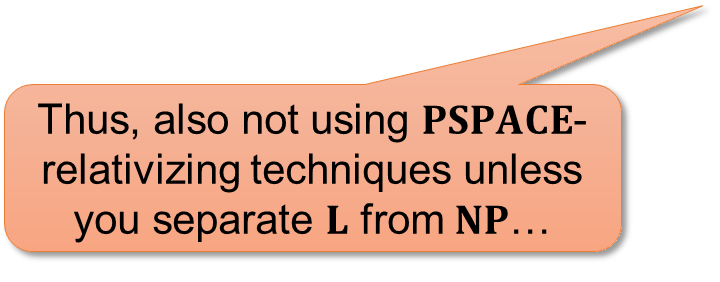 Thus, also not using PSPACE-
relativizing techniques unless
you separate L from NP…